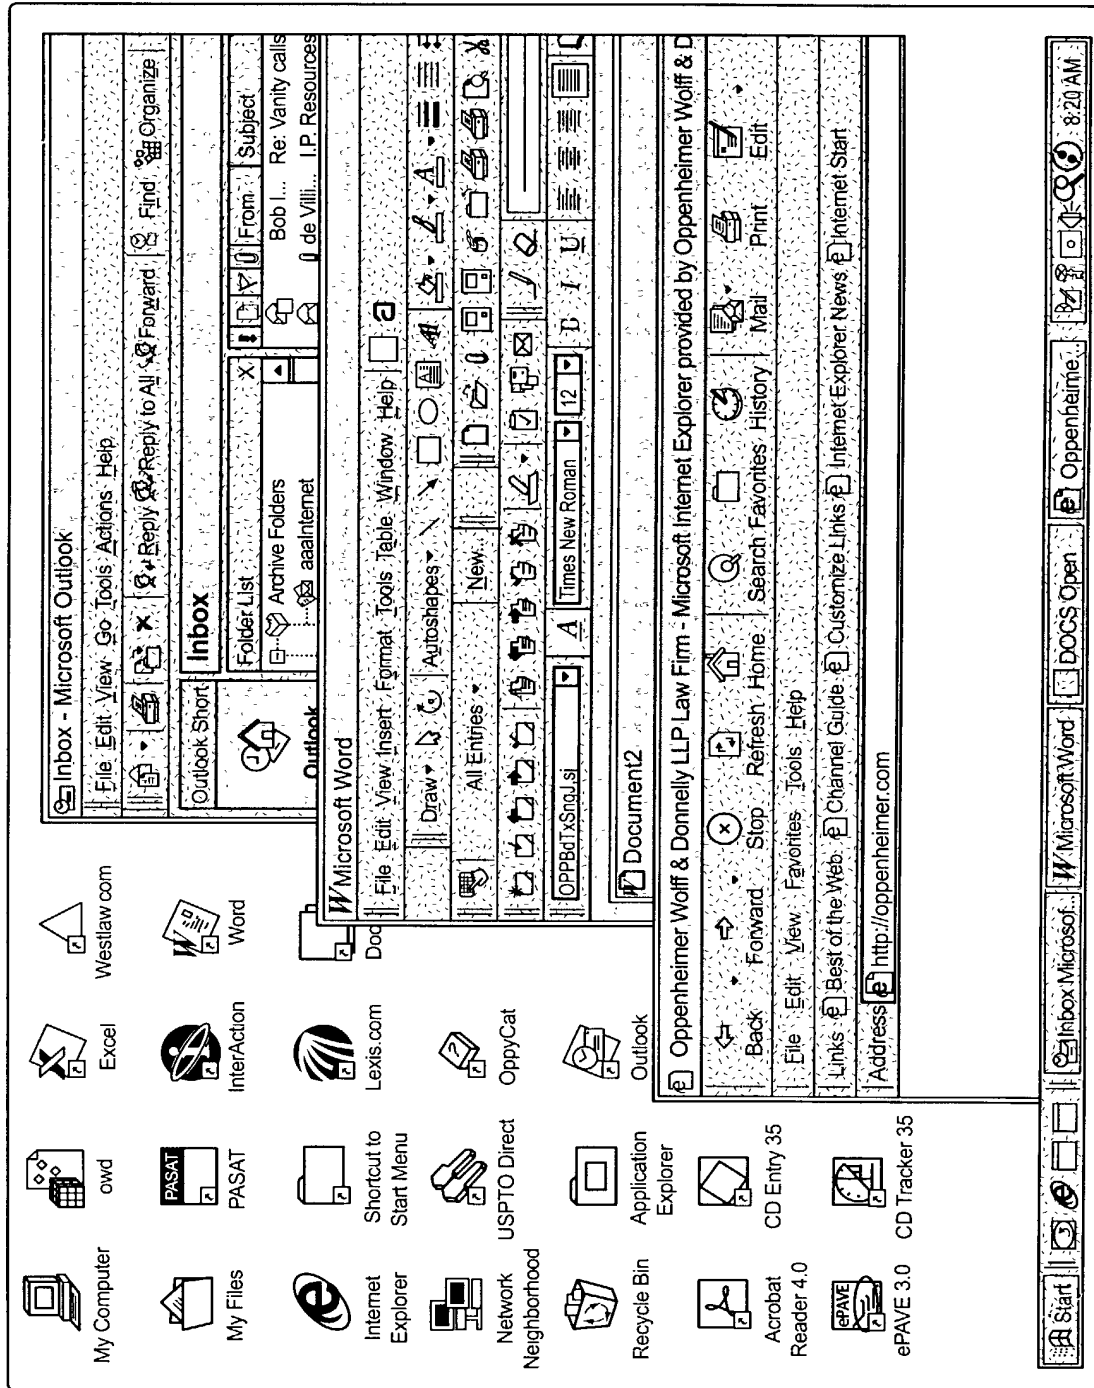 My Computer
owd
Excel
Westlaw com
My Files
PASAT
PASAT
InterAction
Word
Internet
Explorer
Shortcut to
Start Menu
Lexis.com
Doc
Network
Neighborhood
USPTO Direct
OppyCat
Recycle Bin
Application
Explorer
Outlook
Acrobat
Reader 4.0
CD Entry 35
ePAVE
ePAVE 3.0
CD Tracker 35
Inbox - Microsoft Outlook
File Edit View Go Tools Actions Help
Reply Reply to All Forward Find Organize
Outlook Short
Inbox
Folder List X
From Subject
Archive Folders
Bob I... Re: Vanity calls
aaaInternet
de Villi... I.P. Resources
Outlook
W Microsoft Word
File Edit View Insert Format Tools Table Window Help
Draw Autoshapes
All Entries New...
OPPBdTxSngJ.si A Times New Roman 12 B I U
Document2
Oppenheimer Wolff & Donnelly LLP Law Firm - Microsoft Internet Explorer provided by Oppenheimer Wolff & D
Back Forward Stop Refresh Home Search Favorites History Mail Print Edit
File Edit View Favorites Tools Help
Links Best of the Web Channel Guide Customize Links Internet Explorer News Internet Start
Address http://oppenheimer.com
Start Inbox Microsof... W Microsoft Word DOCS Open Oppenheime... 8:20 AM